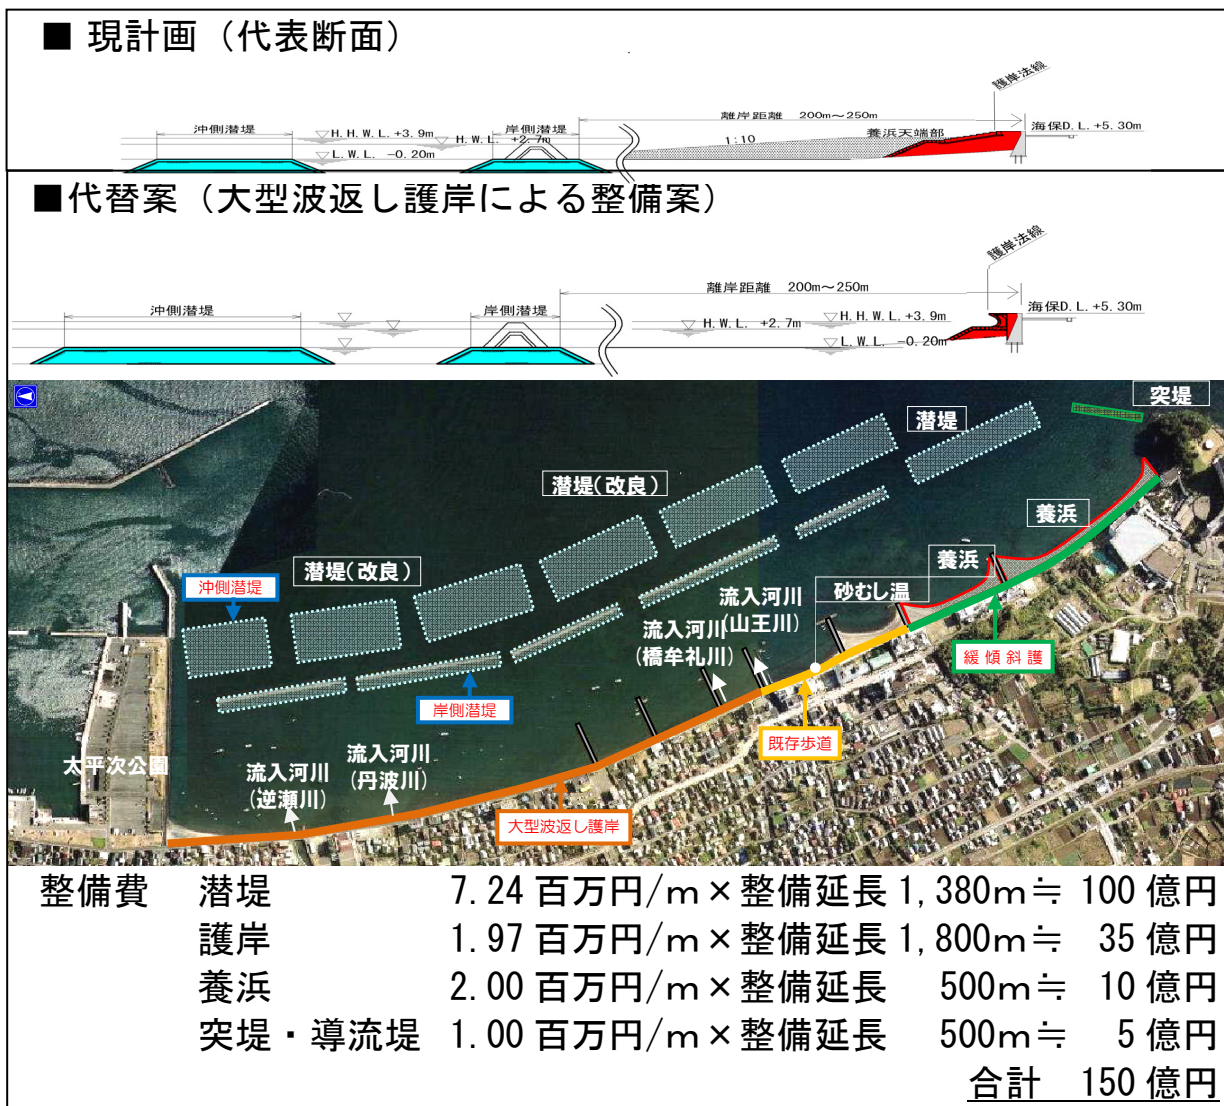 ■ 現計画（代表断面）
護岸法線
離岸距離 200m～250m
海保D.L.+5.30m
沖側潜堤
H.H.W.L.+3.9m
H.W.L. +2.7m
岸側潜堤
1:10
養浜天端部
L.W.L. -0.20m
■代替案（大型波返し護岸による整備案）
護岸法線
離岸距離 200m～250m
海保D.L.+5.30m
沖側潜堤
岸側潜堤
H.W.L. +2.7m
H.H.W.L.+3.9m
L.W.L. -0.20m
突堤
潜堤
潜堤(改良)
養浜
潜堤(改良)
養浜
沖側潜堤
砂むし温
流入河川
(山王川)
流入河川
(橋牟礼川)
緩傾斜護
岸側潜堤
既存歩道
太平次公園
流入河川
(丹波川)
流入河川
(逆瀬川)
大型波返し護岸
整備費 潜堤 7.24 百万円/ｍ×整備延長 1,380ｍ≒ 100 億円
護岸 1.97 百万円/ｍ×整備延長 1,800ｍ≒ 35 億円
養浜 2.00 百万円/ｍ×整備延長 500ｍ≒ 10 億円
突堤・導流堤 1.00 百万円/ｍ×整備延長 500ｍ≒ 5 億円
合計 150 億円